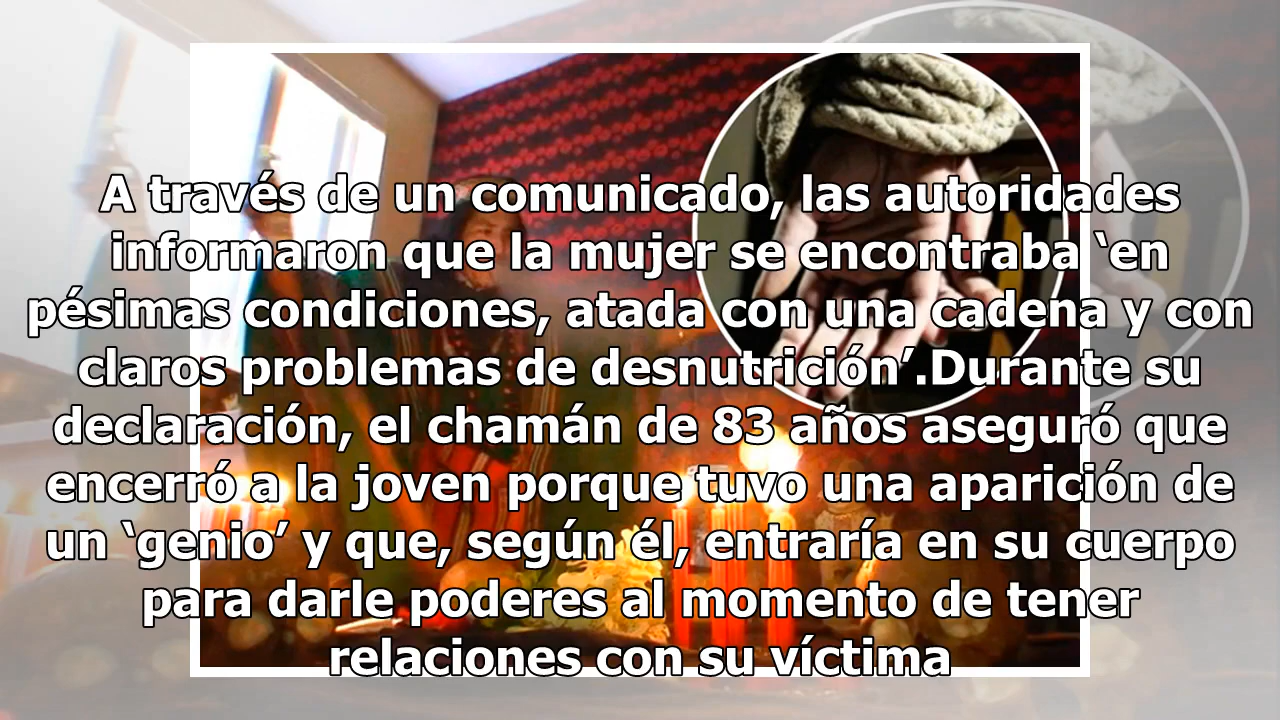 A través de un comunicado, las autoridades
informaron que la mujer se encontraba ‘en
pésimas condiciones, atada con una cadena y con
claros problemas de desnutrición’.Durante su
declaración, el chamán de 83 años aseguró que
encerró a la joven porque tuvo una aparición de
un ‘genio’ y que, según él, entraría en su cuerpo
para darle poderes al momento de tener
relaciones con su víctima